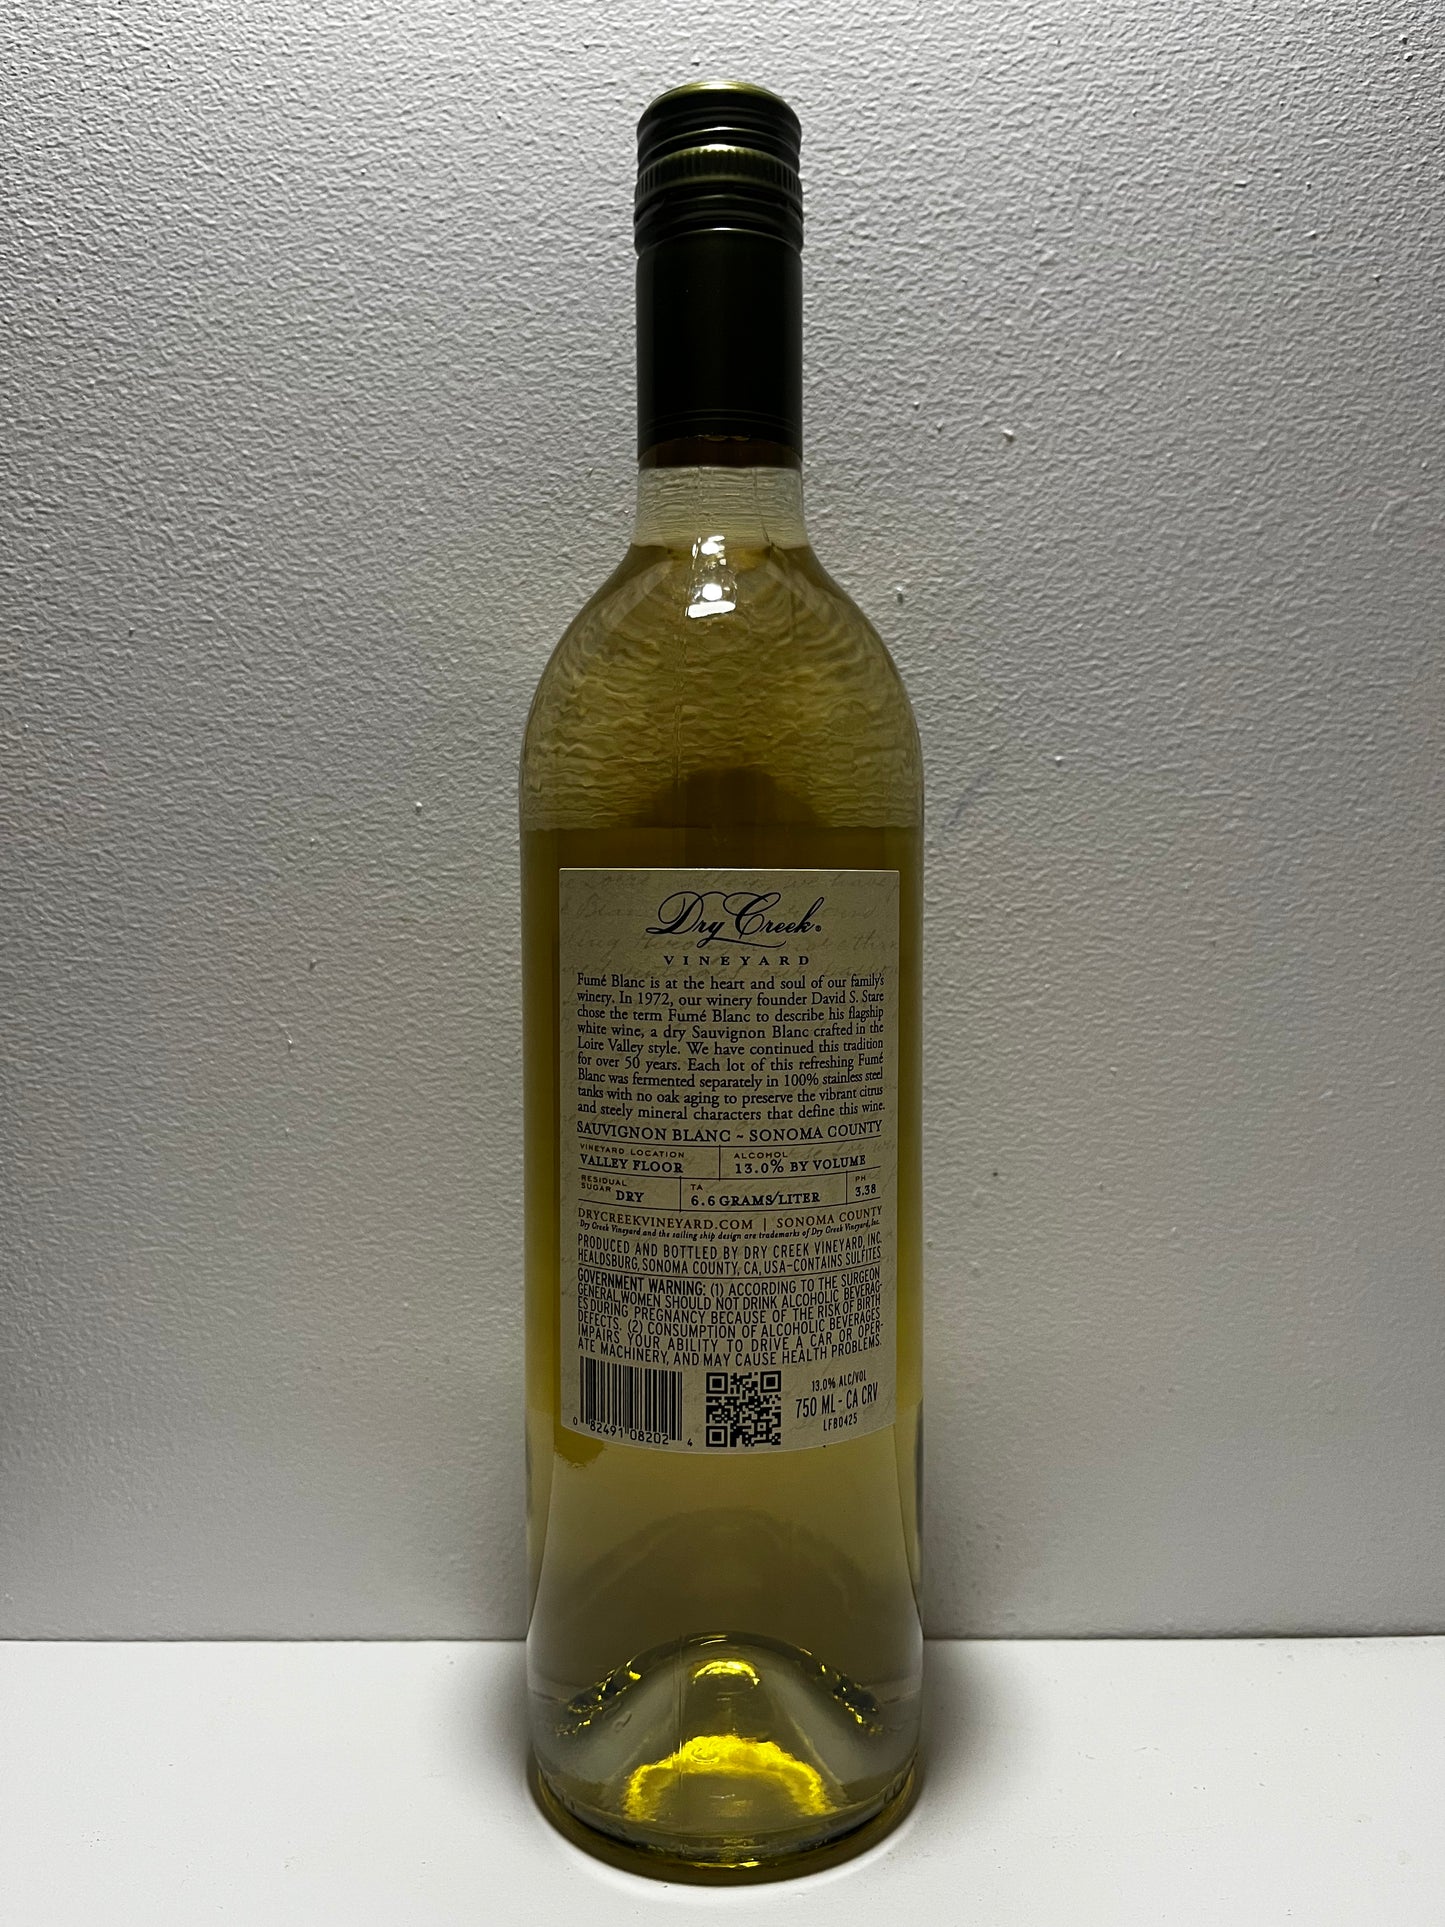 Dry Creek®
VINEYARD
Fumé Blanc is at the heart and soul of our family's
winery. In 1972, our winery founder David S. Stare
chose the term Fumé Blanc to describe his flagship
white wine, a dry Sauvignon Blanc crafted in the
Loire Valley style. We have continued this tradition
for over 50 years. Each lot of this refreshing Fumé
Blanc was fermented separately in 100% stainless steel
tanks with no oak aging to preserve the vibrant citrus
and steely mineral characters that define this wine.
SAUVIGNON BLANC ~ SONOMA COUNTY
VINEYARD LOCATION
VALLEY FLOOR
ALCOHOL
13.0% BY VOLUME
RESIDUAL
SUGAR DRY
TA
6.6 GRAMS/LITER
PH
3.38
DRYCREEKVINEYARD.COM | SONOMA COUNTY
Dry Creek Vineyard and the sailing ship design are trademarks of Dry Creek Vineyard, Inc.
PRODUCED AND BOTTLED BY DRY CREEK VINEYARD, INC.
HEALDSBURG, SONOMA COUNTY, CA, USA-CONTAINS SULFITES
GOVERNMENT WARNING: (1) ACCORDING TO THE SURGEON
GENERAL, WOMEN SHOULD NOT DRINK ALCOHOLIC BEVERAG-
ES DURING PREGNANCY BECAUSE OF THE RISK OF BIRTH
DEFECTS. (2) CONSUMPTION OF ALCOHOLIC BEVERAGES
IMPAIRS YOUR ABILITY TO DRIVE A CAR OR OPER-
ATE MACHINERY, AND MAY CAUSE HEALTH PROBLEMS.
0 82491 08202 4
13.0% ALC/VOL
750 ML - CA CRV
LFB0425